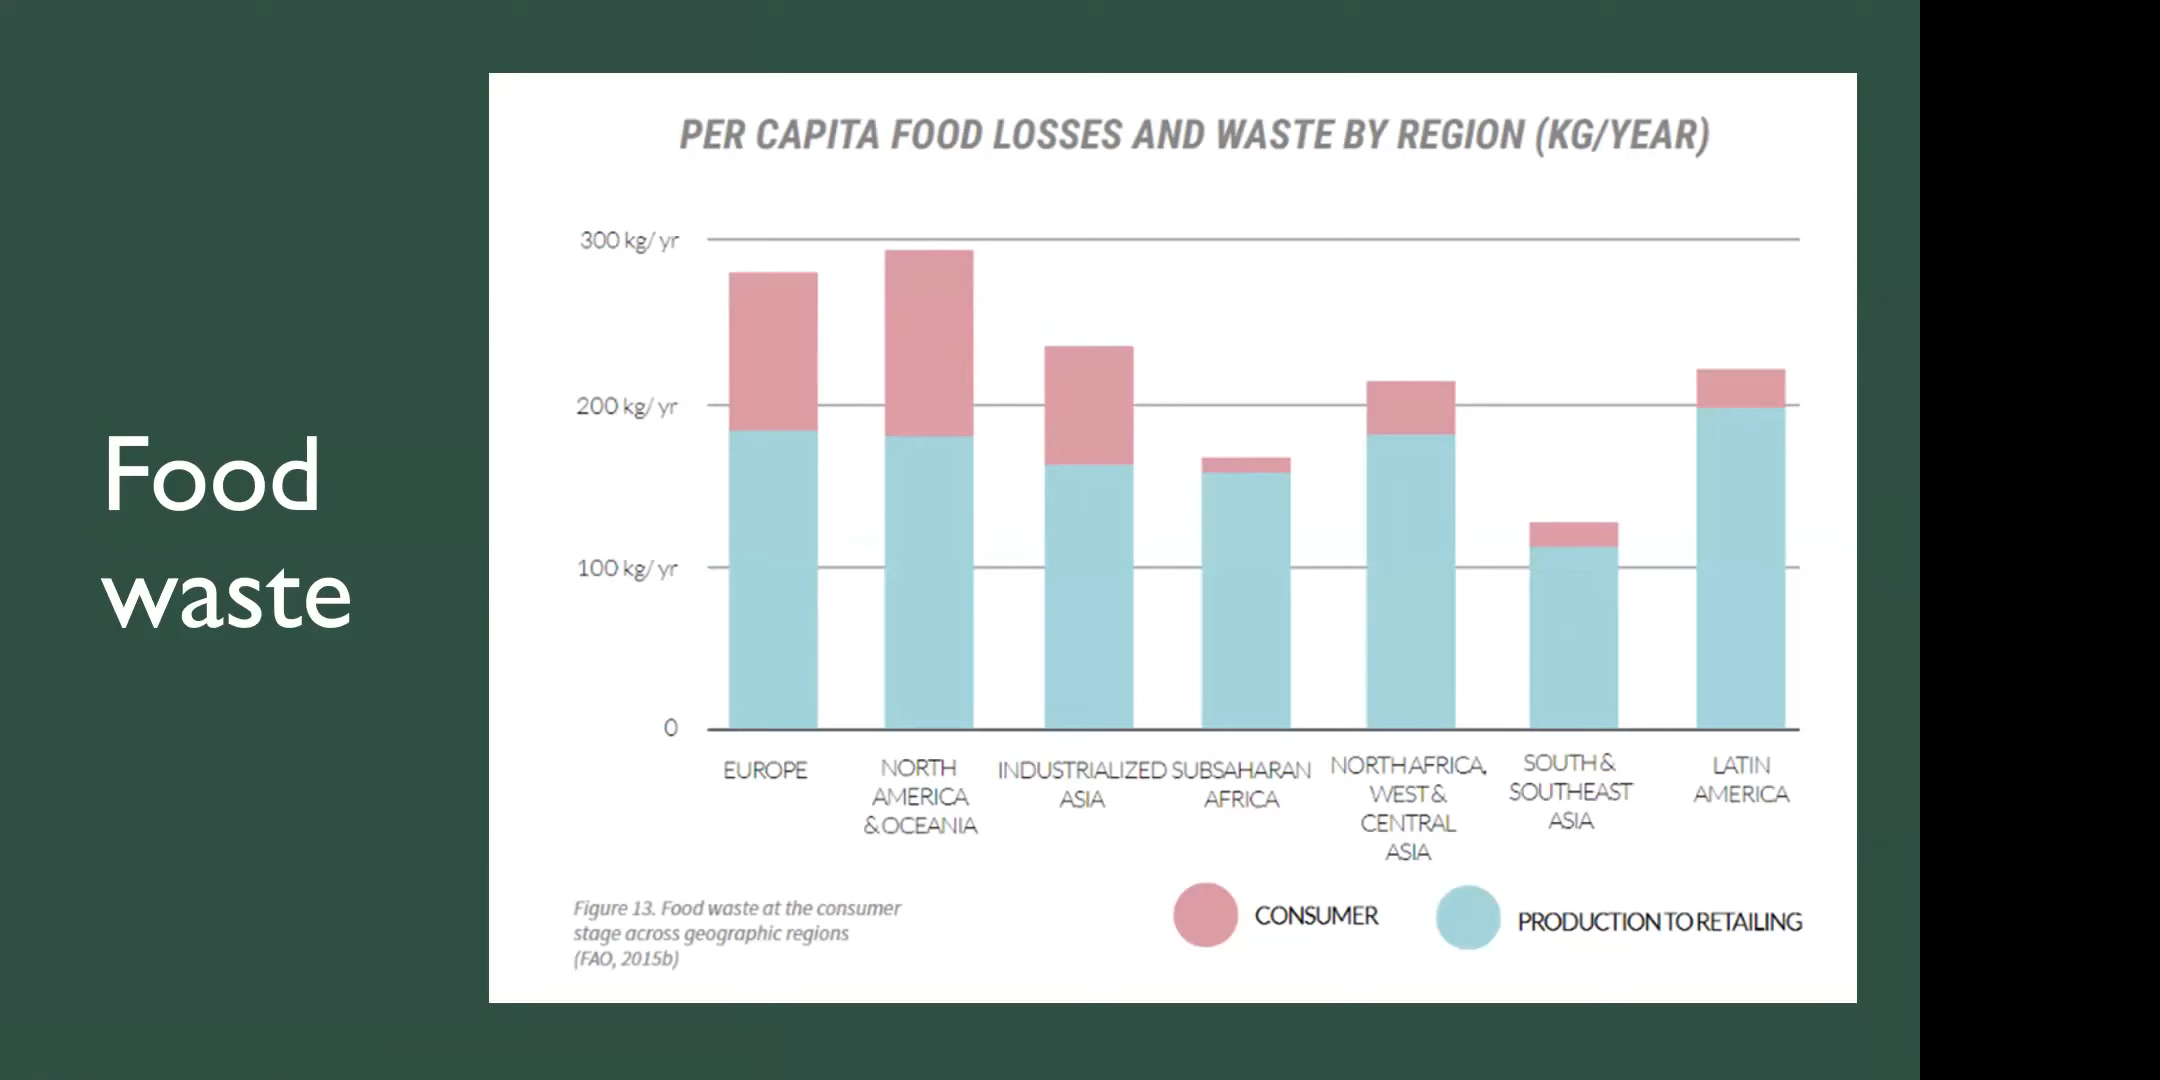 Food
waste
PER CAPITA FOOD LOSSES AND WASTE BY REGION (KG/YEAR)
300 kg/ yr
200 kg/ yr
100 kg/ yr
0
EUROPE
NORTH
AMERICA
& OCEANIA
INDUSTRIALIZED
ASIA
SUBSAHARAN
AFRICA
NORTH AFRICA,
WEST &
CENTRAL
ASIA
SOUTH &
SOUTHEAST
ASIA
LATIN
AMERICA
Figure 13. Food waste at the consumer
stage across geographic regions
(FAO, 2015b)
CONSUMER
PRODUCTION TO RETAILING